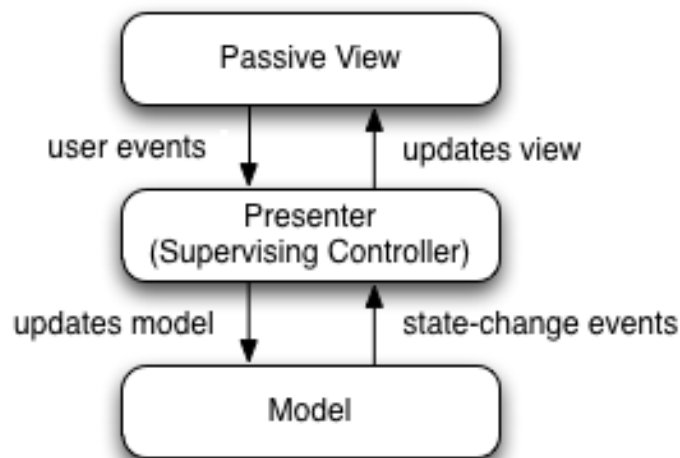 Passive View
user events
updates view
Presenter
(Supervising Controller)
updates model
state-change events
Model